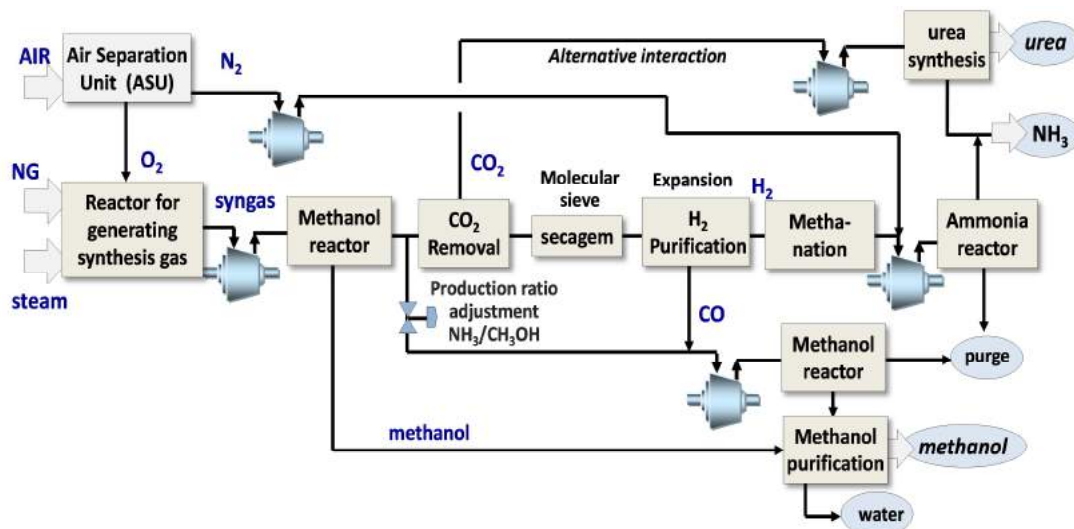 AIR
Air Separation
Unit (ASU)
N2
Alternative interaction
urea
synthesis
urea
NH3
O2
CO2
NG
Reactor for
generating
synthesis gas
syngas
steam
Methanol
reactor
CO2
Removal
Molecular
sieve
secagem
Expansion
H2
Purification
H2
Metha-
nation
Ammonia
reactor
Production ratio
adjustment
NH3/CH3OH
CO
Methanol
reactor
purge
methanol
Methanol
purification
methanol
water